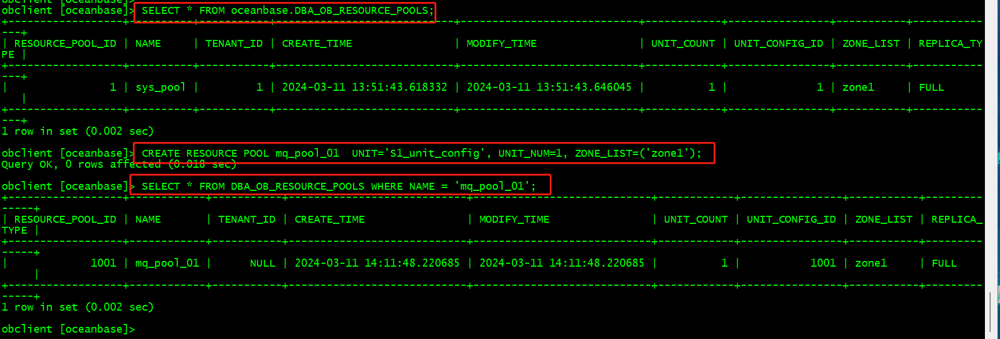 obclient [oceanbase]> SELECT * FROM oceanbase.DBA_OB_RESOURCE_POOLS;
+------------------+----------+-----------+----------------------------+----------------------------+------------+----------------+-----------+----------
---+
| RESOURCE_POOL_ID | NAME     | TENANT_ID | CREATE_TIME                | MODIFY_TIME                | UNIT_COUNT | UNIT_CONFIG_ID | ZONE_LIST | REPLICA_TY
PE |
+------------------+----------+-----------+----------------------------+----------------------------+------------+----------------+-----------+----------
---+
|                1 | sys_pool |         1 | 2024-03-11 13:51:43.618332 | 2024-03-11 13:51:43.646045 |          1 |              1 | zone1     | FULL
   |
+------------------+----------+-----------+----------------------------+----------------------------+------------+----------------+-----------+----------
---+
1 row in set (0.002 sec)
obclient [oceanbase]> CREATE RESOURCE POOL mq_pool_01  UNIT='S1_unit_config', UNIT_NUM=1, ZONE_LIST=('zone1');
Query OK, 0 rows affected (0.018 sec)
obclient [oceanbase]> SELECT * FROM DBA_OB_RESOURCE_POOLS WHERE NAME = 'mq_pool_01';
+------------------+------------+-----------+----------------------------+----------------------------+------------+----------------+-----------+--------
-----+
| RESOURCE_POOL_ID | NAME       | TENANT_ID | CREATE_TIME                | MODIFY_TIME                | UNIT_COUNT | UNIT_CONFIG_ID | ZONE_LIST | REPLICA_
TYPE |
+------------------+------------+-----------+----------------------------+----------------------------+------------+----------------+-----------+--------
-----+
|             1001 | mq_pool_01 |      NULL | 2024-03-11 14:11:48.220685 | 2024-03-11 14:11:48.220685 |          1 |           1001 | zone1     | FULL
     |
+------------------+------------+-----------+----------------------------+----------------------------+------------+----------------+-----------+--------
-----+
1 row in set (0.002 sec)
obclient [oceanbase]>